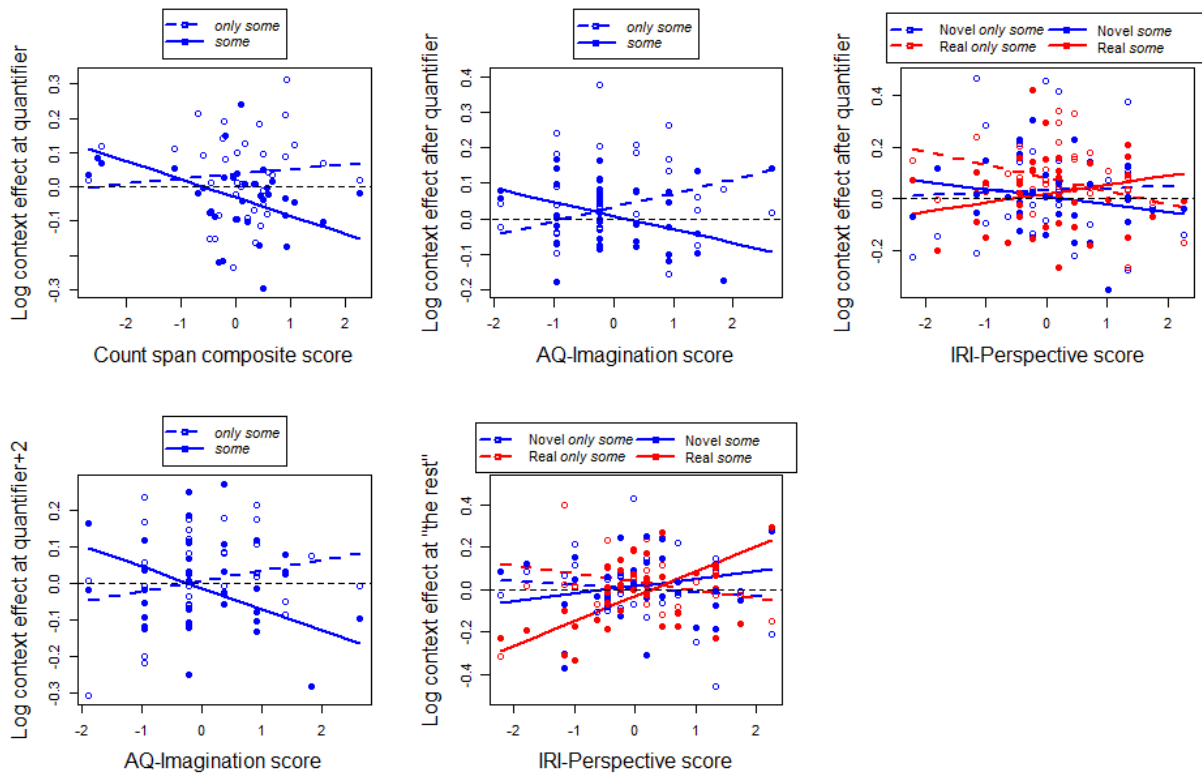 only some
some
Log context effect at quantifier
0.3
0.2
0.1
0.0
-0.1
-0.3
-2
-1
0
1
2
Count span composite score
only some
some
Log context effect after quantifier
0.4
0.3
0.2
0.1
0.0
-0.2
-2
-1
0
1
2
AQ-Imagination score
Novel only some
Novel some
Real only some
Real some
Log context effect after quantifier
0.4
0.2
0.0
-0.2
-2
-1
0
1
2
IRI-Perspective score
only some
some
Log context effect at quantifier+2
0.2
0.1
0.0
-0.1
-0.2
-0.3
-2
-1
0
1
2
AQ-Imagination score
Novel only some
Novel some
Real only some
Real some
Log context effect at "the rest"
0.4
0.2
0.0
-0.2
-0.4
-2
-1
0
1
2
IRI-Perspective score